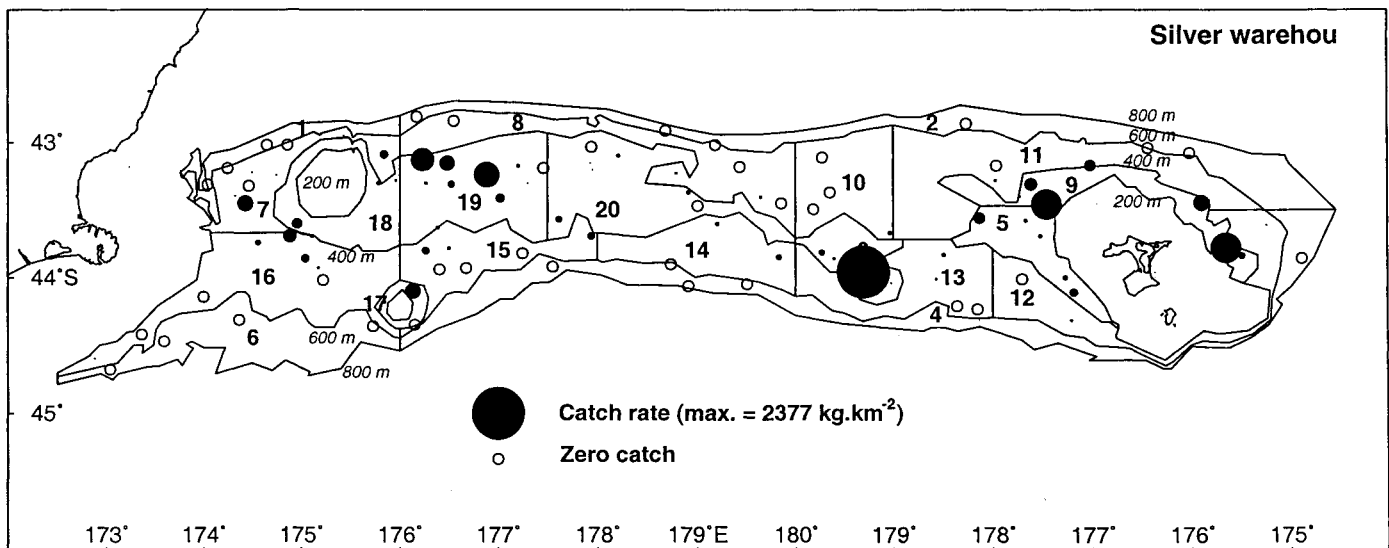 Silver warehou
800 m
1
8
2
43°
600 m
11
400 m
200 m
10
9
200 m
7
18
19
20
5
400 m
15
14
44°S
16
13
12
17
4
6
600 m
800 m
45°
Catch rate (max. = 2377 kg.km-2)
Zero catch
173° 174° 175° 176° 177° 178° 179° E 180° 179° 178° 177° 176° 175°